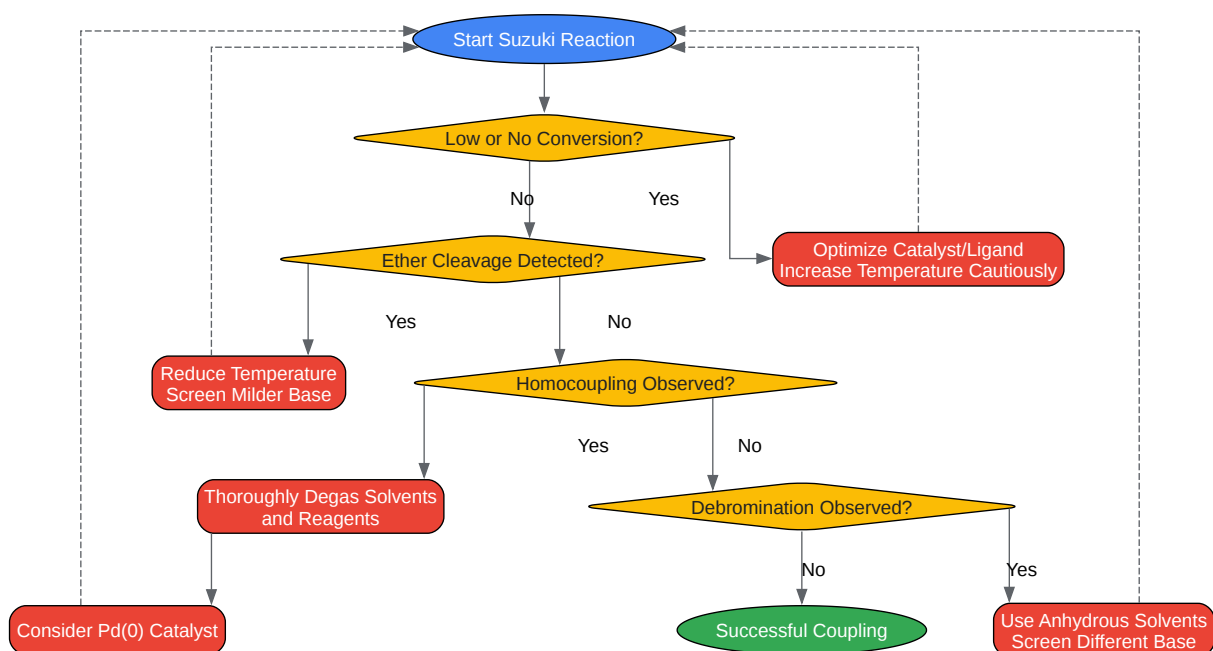 Start Suzuki Reaction
Low or No Conversion?
No
Yes
Optimize Catalyst/Ligand
Increase Temperature Cautiously
Ether Cleavage Detected?
Yes
No
Reduce Temperature
Screen Milder Base
Homocoupling Observed?
Yes
No
Thoroughly Degas Solvents
and Reagents
Debromination Observed?
No
Yes
Consider Pd(0) Catalyst
Successful Coupling
Use Anhydrous Solvents
Screen Different Base